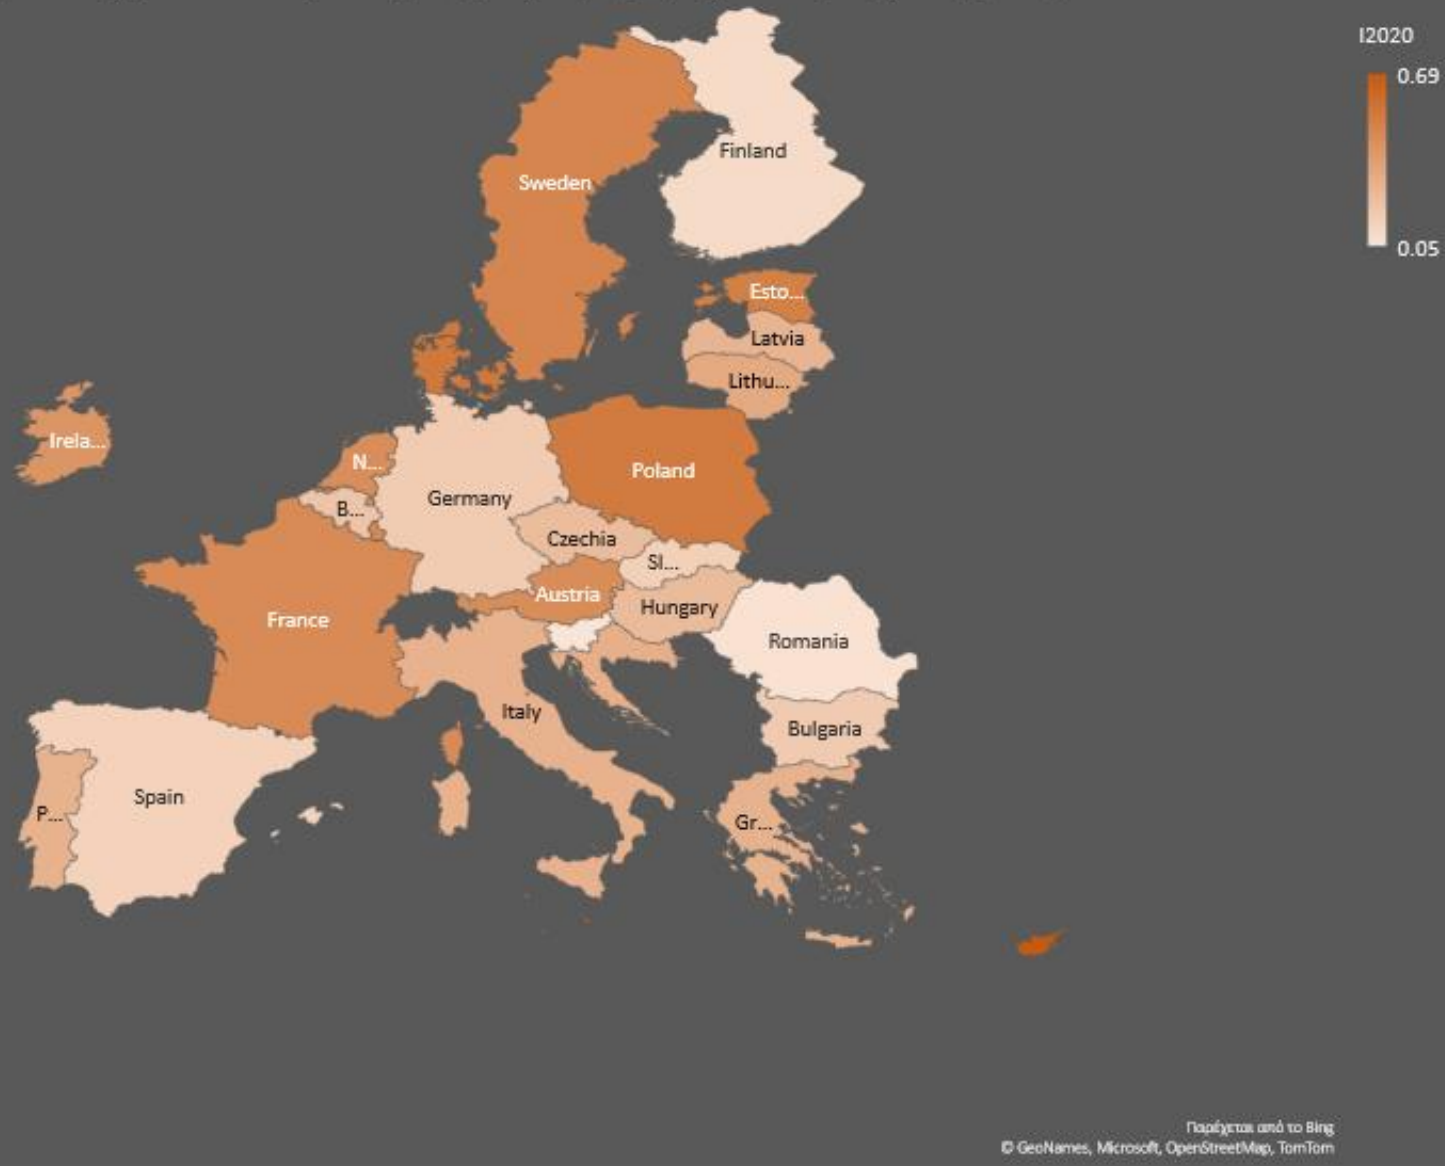 I2020
0.69
0.05
Finland
Sweden
Esto...
Latvia
Lithu...
Irela...
N...
Poland
B...
Germany
Czechia
Sl...
Austria
Hungary
France
Romania
Italy
Bulgaria
Spain
P...
Gr...
Παρέχεται από το Bing
© GeoNames, Microsoft, OpenStreetMap, TomTom